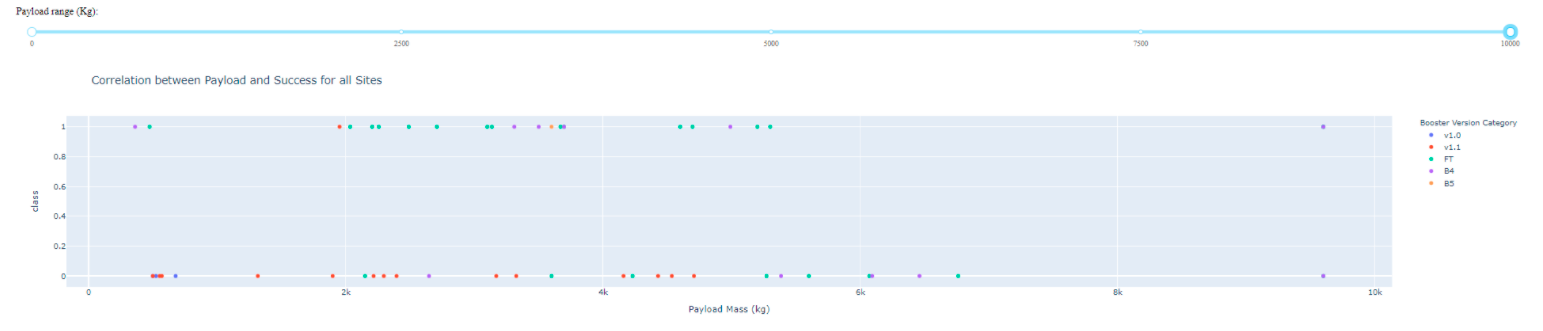 Payload range (Kg):
0 2500 5000 7500 10000
Correlation between Payload and Success for all Sites
1
0.8
0.6
0.4
0.2
0
class
0 2k 4k 6k 8k 10k
Payload Mass (kg)
Booster Version Category
v1.0
v1.1
FT
B4
B5